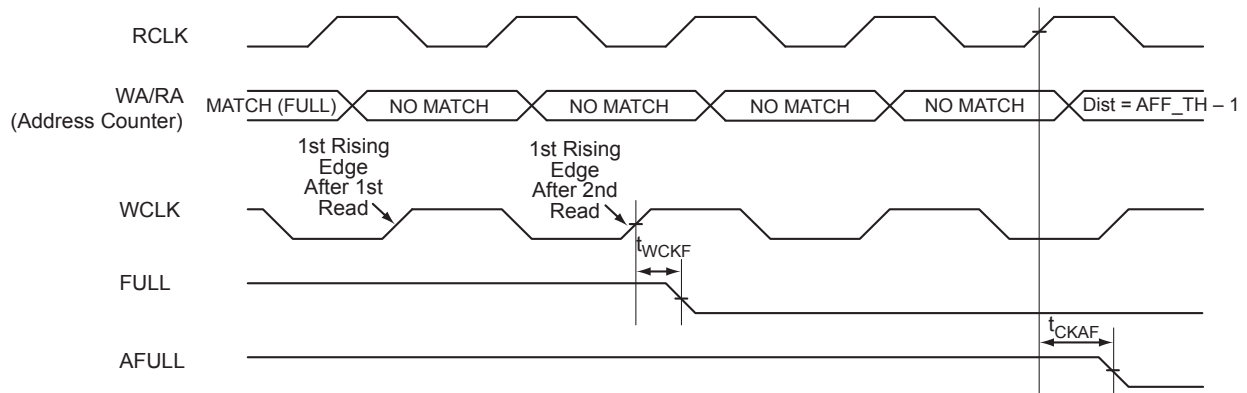 RCLK
WA/RA
(Address Counter)
MATCH (FULL)
NO MATCH
NO MATCH
NO MATCH
NO MATCH
Dist = AFF_TH – 1
1st Rising
Edge
After 1st
Read
1st Rising
Edge
After 2nd
Read
WCLK
tWCKF
FULL
tCKAF
AFULL